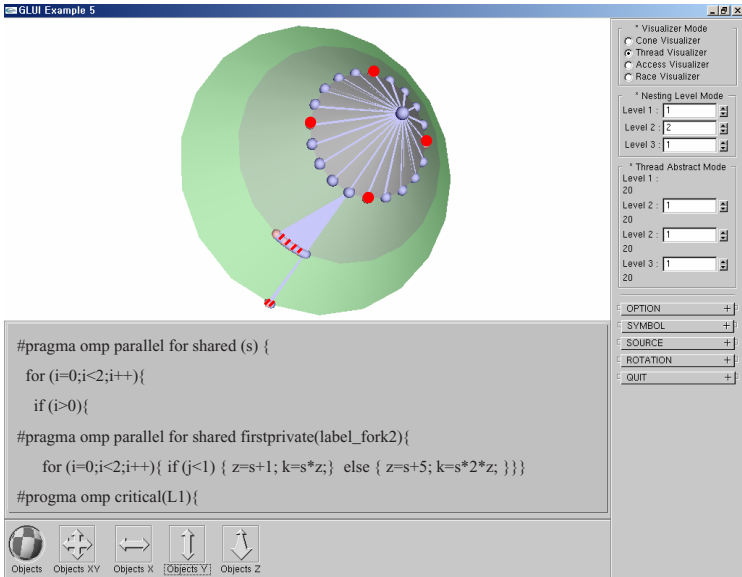 GLUI Example 5
#pragma omp parallel for shared (s) {
for (i=0;i<2;i++){
if (i>0){
#pragma omp parallel for shared firstprivate(label_fork2){
for (i=0;i<2;i++){ if (j<1) { z=s+1; k=s*z;} else { z=s+5; k=s*2*z; }}}
#progma omp critical(L1){
Objects
Objects XY
Objects X
Objects Y
Objects Z
* Visualizer Mode
Cone Visualizer
Thread Visualizer
Access Visualizer
Race Visualizer
* Nesting Level Mode
Level 1 : 1
Level 2 : 2
Level 3 : 1
* Thread Abstract Mode
Level 1 :
20
Level 2 : 1
20
Level 2 : 1
20
Level 3 : 1
20
OPTION +
SYMBOL +
SOURCE +
ROTATION +
QUIT +